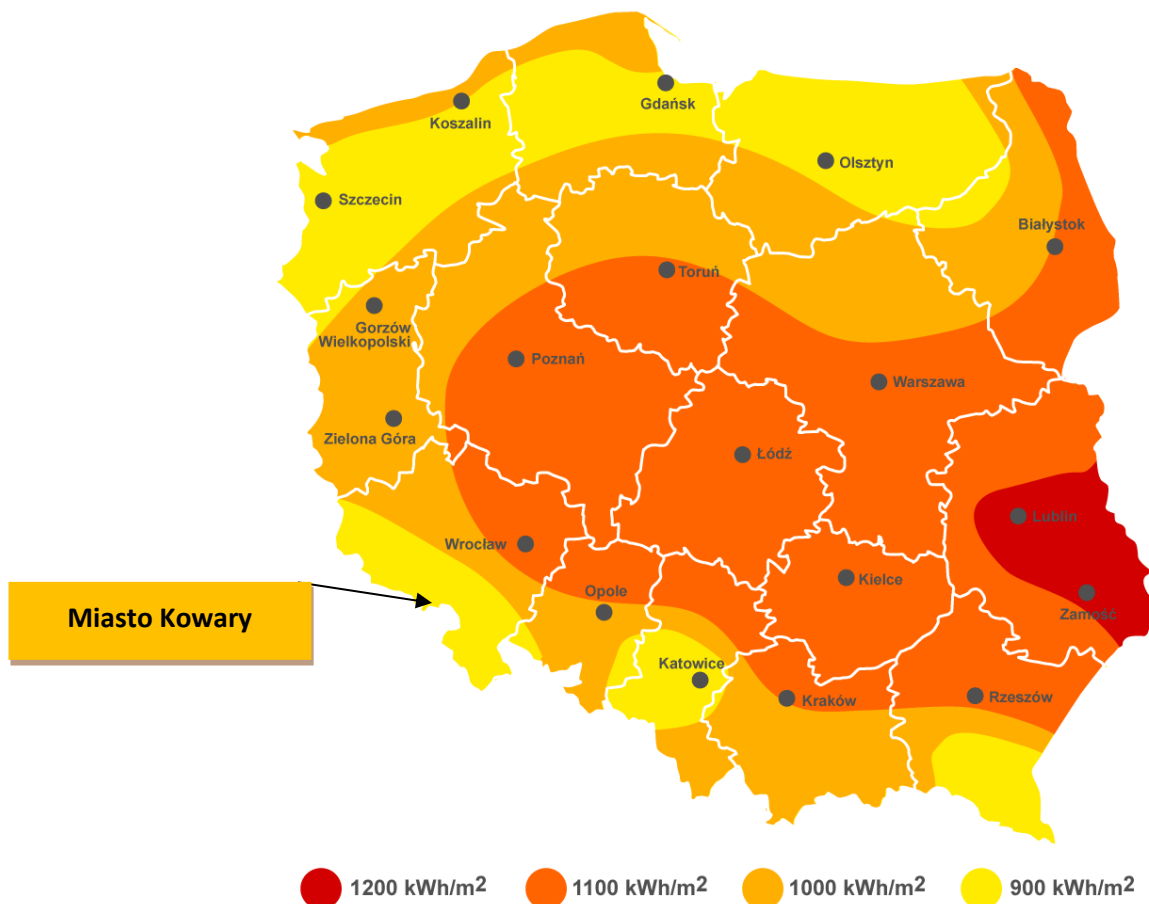 Koszalin
Gdańsk
Olsztyn
Szczecin
Białystok
Toruń
Gorzów
Wielkopolski
Poznań
Warszawa
Zielona Góra
Łódź
Lublin
Wrocław
Kielce
Opole
Zamość
Miasto Kowary
Katowice
Kraków
Rzeszów
1200 kWh/m²
1100 kWh/m²
1000 kWh/m²
900 kWh/m²